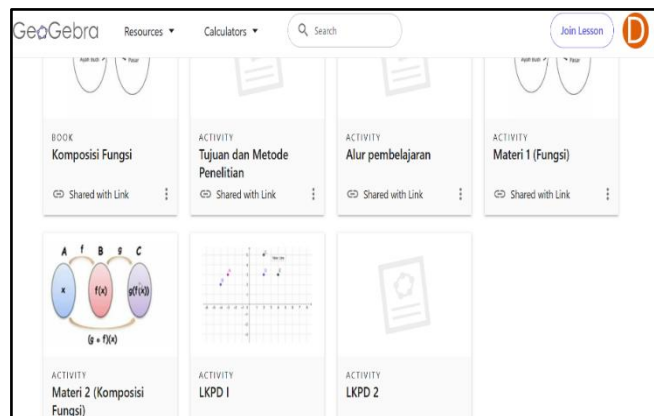 GeoGebra Resources Calculators Search Join Lesson D
BOOK
Komposisi Fungsi
Shared with Link
ACTIVITY
Tujuan dan Metode
Penelitian
Shared with Link
ACTIVITY
Alur pembelajaran
Shared with Link
ACTIVITY
Materi 1 (Fungsi)
Shared with Link
A f B g C
x f(x) g(f(x))
ACTIVITY
Materi 2 (Komposisi
Fungsi)
ACTIVITY
LKPD I
ACTIVITY
LKPD 2